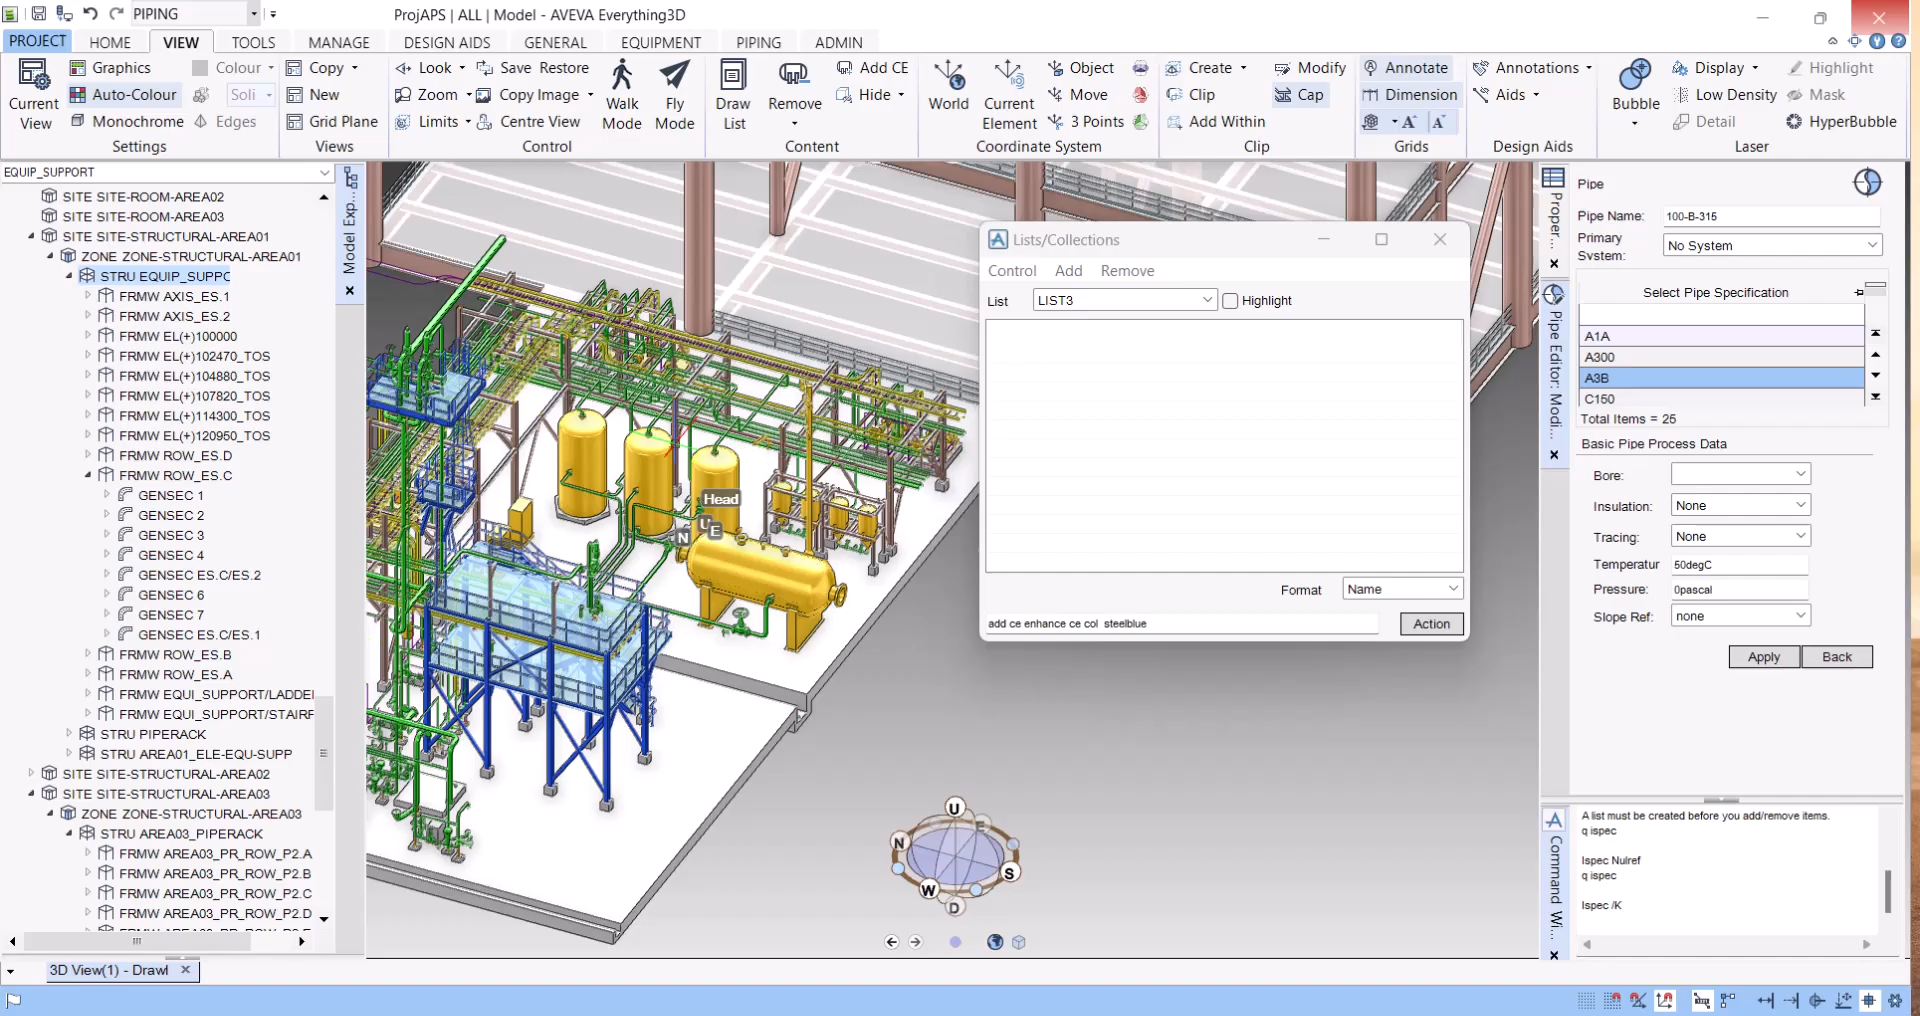 PIPING
ProjAPS | ALL | Model - AVEVA Everything3D
PROJECT
HOME
VIEW
TOOLS
MANAGE
DESIGN AIDS
GENERAL
EQUIPMENT
PIPING
ADMIN
Current
View
Graphics
Auto-Colour
Monochrome
Colour
Soli
Edges
Settings
Copy
New
Grid Plane
Views
Look
Zoom
Limits
Save
Restore
Copy Image
Centre View
Walk
Mode
Fly
Mode
Control
Draw
List
Remove
Add CE
Hide
Content
World
Current
Element
Object
Move
3 Points
Coordinate System
Create
Clip
Add Within
Modify
Cap
Clip
Annotate
Dimension
A
A
Grids
Annotations
Aids
Design Aids
Bubble
Display
Low Density
Detail
Highlight
Mask
HyperBubble
Laser
EQUIP_SUPPORT
SITE SITE-ROOM-AREA02
SITE SITE-ROOM-AREA03
SITE SITE-STRUCTURAL-AREA01
ZONE ZONE-STRUCTURAL-AREA01
STRU EQUIP_SUPPC
FRMW AXIS_ES.1
FRMW AXIS_ES.2
FRMW EL(+)100000
FRMW EL(+)102470_TOS
FRMW EL(+)104880_TOS
FRMW EL(+)107820_TOS
FRMW EL(+)114300_TOS
FRMW EL(+)120950_TOS
FRMW ROW_ES.D
FRMW ROW_ES.C
GENSEC 1
GENSEC 2
GENSEC 3
GENSEC 4
GENSEC ES.C/ES.2
GENSEC 6
GENSEC 7
GENSEC ES.C/ES.1
FRMW ROW_ES.B
FRMW ROW_ES.A
FRMW EQUI_SUPPORT/LADDEI
FRMW EQUI_SUPPORT/STAIRF
STRU PIPERACK
STRU AREA01_ELE-EQU-SUPP
SITE SITE-STRUCTURAL-AREA02
SITE SITE-STRUCTURAL-AREA03
ZONE ZONE-STRUCTURAL-AREA03
STRU AREA03_PIPERACK
FRMW AREA03_PR_ROW_P2.A
FRMW AREA03_PR_ROW_P2.B
FRMW AREA03_PR_ROW_P2.C
FRMW AREA03_PR_ROW_P2.D
Model Exp...
Head
U
E
N
U
E
N
S
W
D
Lists/Collections
Control
Add
Remove
List
LIST3
Highlight
Format
Name
add ce enhance ce col  steelblue
Action
Proper...
Pipe Editor: Modi...
Command Wi...
Pipe
Pipe Name:
100-B-315
Primary
System:
No System
Select Pipe Specification
A1A
A300
A3B
C150
Total Items = 25
Basic Pipe Process Data
Bore:
Insulation:
None
Tracing:
None
Temperatur
50degC
Pressure:
0pascal
Slope Ref:
none
Apply
Back
A list must be created before you add/remove items.
q ispec
Ispec Nulref
q ispec
Ispec /K
3D View(1) - Drawl